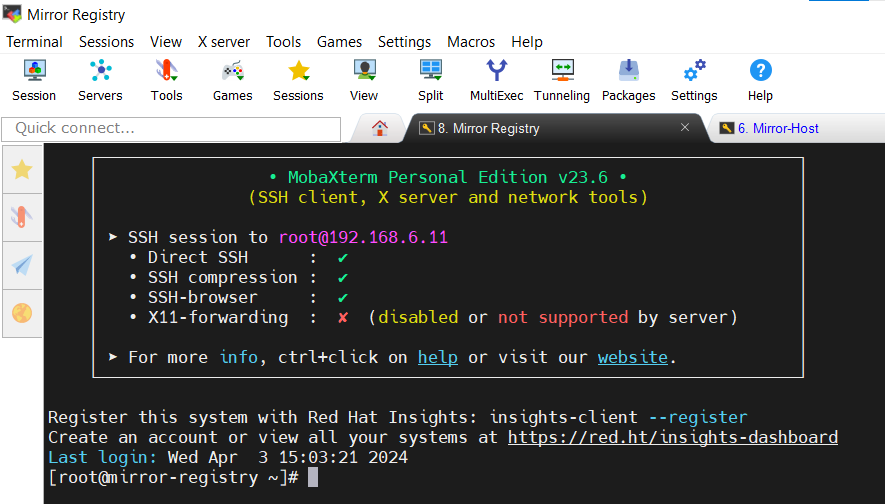 Mirror Registry
Terminal Sessions View X server Tools Games Settings Macros Help
Session Servers Tools Games Sessions View Split MultiExec Tunneling Packages Settings Help
Quick connect... 8. Mirror Registry 6. Mirror-Host
• MobaXterm Personal Edition v23.6 •
(SSH client, X server and network tools)
➤ SSH session to root@192.168.6.11
• Direct SSH : ✔
• SSH compression : ✔
• SSH-browser : ✔
• X11-forwarding : ✘ (disabled or not supported by server)
➤ For more info, ctrl+click on help or visit our website.
Register this system with Red Hat Insights: insights-client --register
Create an account or view all your systems at https://red.ht/insights-dashboard
Last login: Wed Apr  3 15:03:21 2024
[root@mirror-registry ~]#